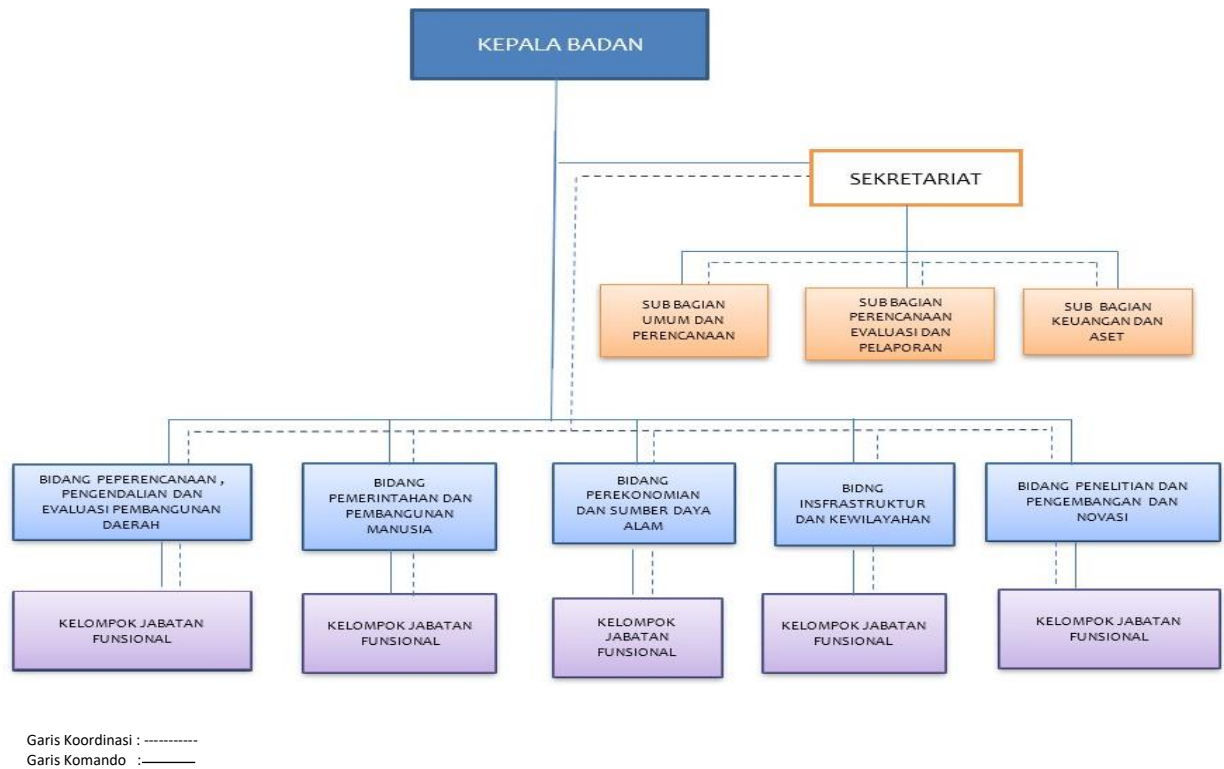 KEPALA BADAN
SEKRETARIAT
SUB BAGIAN
UMUM DAN
PERENCANAAN
SUB BAGIAN
PERENCANAAN
EVALUASI DAN
PELAPORAN
SUB BAGIAN
KEUANGAN DAN
ASET
BIDANG PEPERENCANAAN ,
PENGENDALIAN DAN
EVALUASI PEMBANGUNAN
DAERAH
BIDANG
PEMERINTAHAN DAN
PEMBANGUNAN
MANUSIA
BIDANG
PEREKONOMIAN
DAN SUMBER DAYA
ALAM
BIDNG
INSFRASTRUKTUR
DAN KEWILAYAHAN
BIDANG PENELITIAN DAN
PENGEMBANGAN DAN
NOVASI
KELOMPOK JABATAN
FUNSIONAL
KELOMPOK JABATAN
FUNSIONAL
KELOMPOK
JABATAN
FUNSIONAL
KELOMPOK JABATAN
FUNSIONAL
KELOMPOK JABATAN
FUNSIONAL
Garis Koordinasi : -----------
Garis Komando :